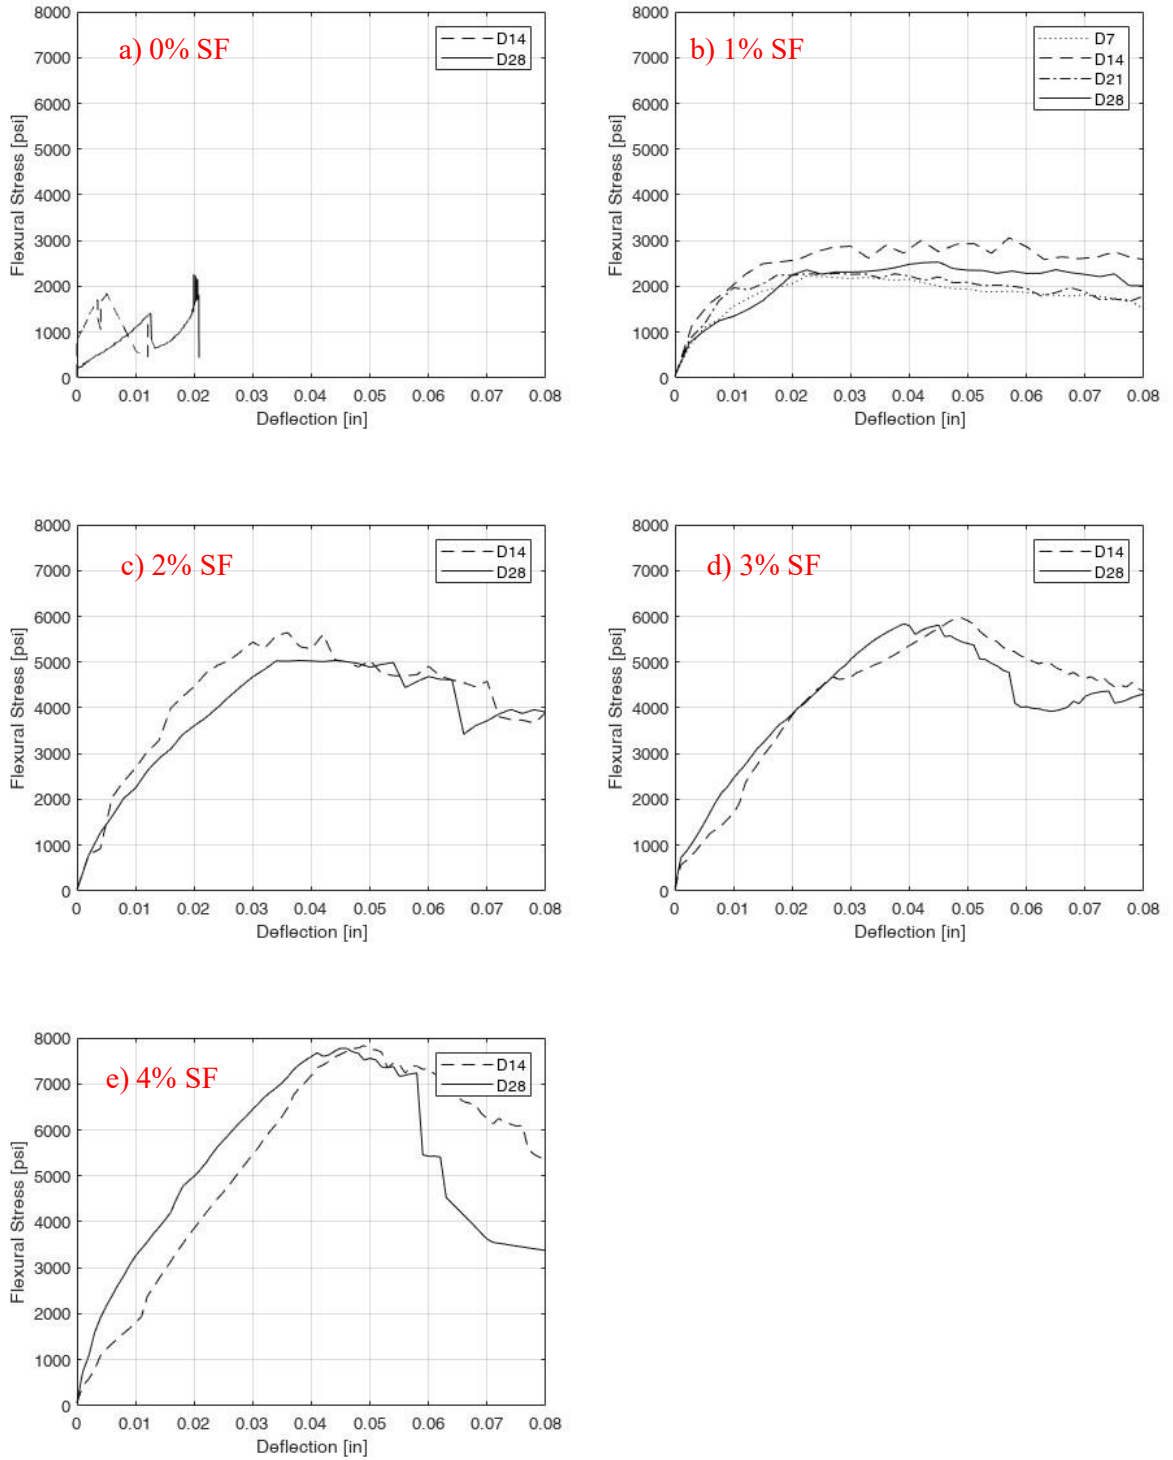 a) 0% SF
D14
D28
8000
7000
6000
5000
4000
3000
2000
1000
0
Flexural Stress [psi]
0 0.01 0.02 0.03 0.04 0.05 0.06 0.07 0.08
Deflection [in]
b) 1% SF
D7
D14
D21
D28
8000
7000
6000
5000
4000
3000
2000
1000
0
Flexural Stress [psi]
0 0.01 0.02 0.03 0.04 0.05 0.06 0.07 0.08
Deflection [in]
c) 2% SF
D14
D28
8000
7000
6000
5000
4000
3000
2000
1000
0
Flexural Stress [psi]
0 0.01 0.02 0.03 0.04 0.05 0.06 0.07 0.08
Deflection [in]
d) 3% SF
D14
D28
8000
7000
6000
5000
4000
3000
2000
1000
0
Flexural Stress [psi]
0 0.01 0.02 0.03 0.04 0.05 0.06 0.07 0.08
Deflection [in]
e) 4% SF
D14
D28
8000
7000
6000
5000
4000
3000
2000
1000
0
Flexural Stress [psi]
0 0.01 0.02 0.03 0.04 0.05 0.06 0.07 0.08
Deflection [in]